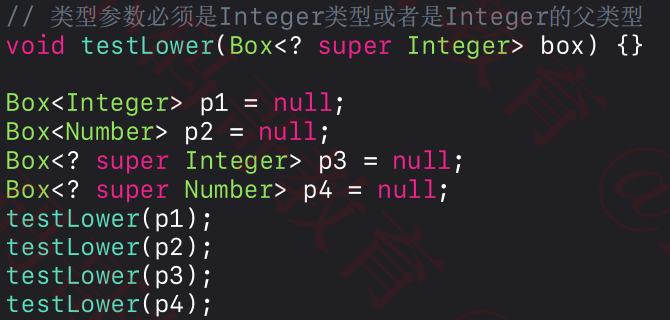 // 类型参数必须是Integer类型或者是Integer的父类型
void testLower(Box<? super Integer> box) {}
Box<Integer> p1 = null;
Box<Number> p2 = null;
Box<? super Integer> p3 = null;
Box<? super Number> p4 = null;
testLower(p1);
testLower(p2);
testLower(p3);
testLower(p4);